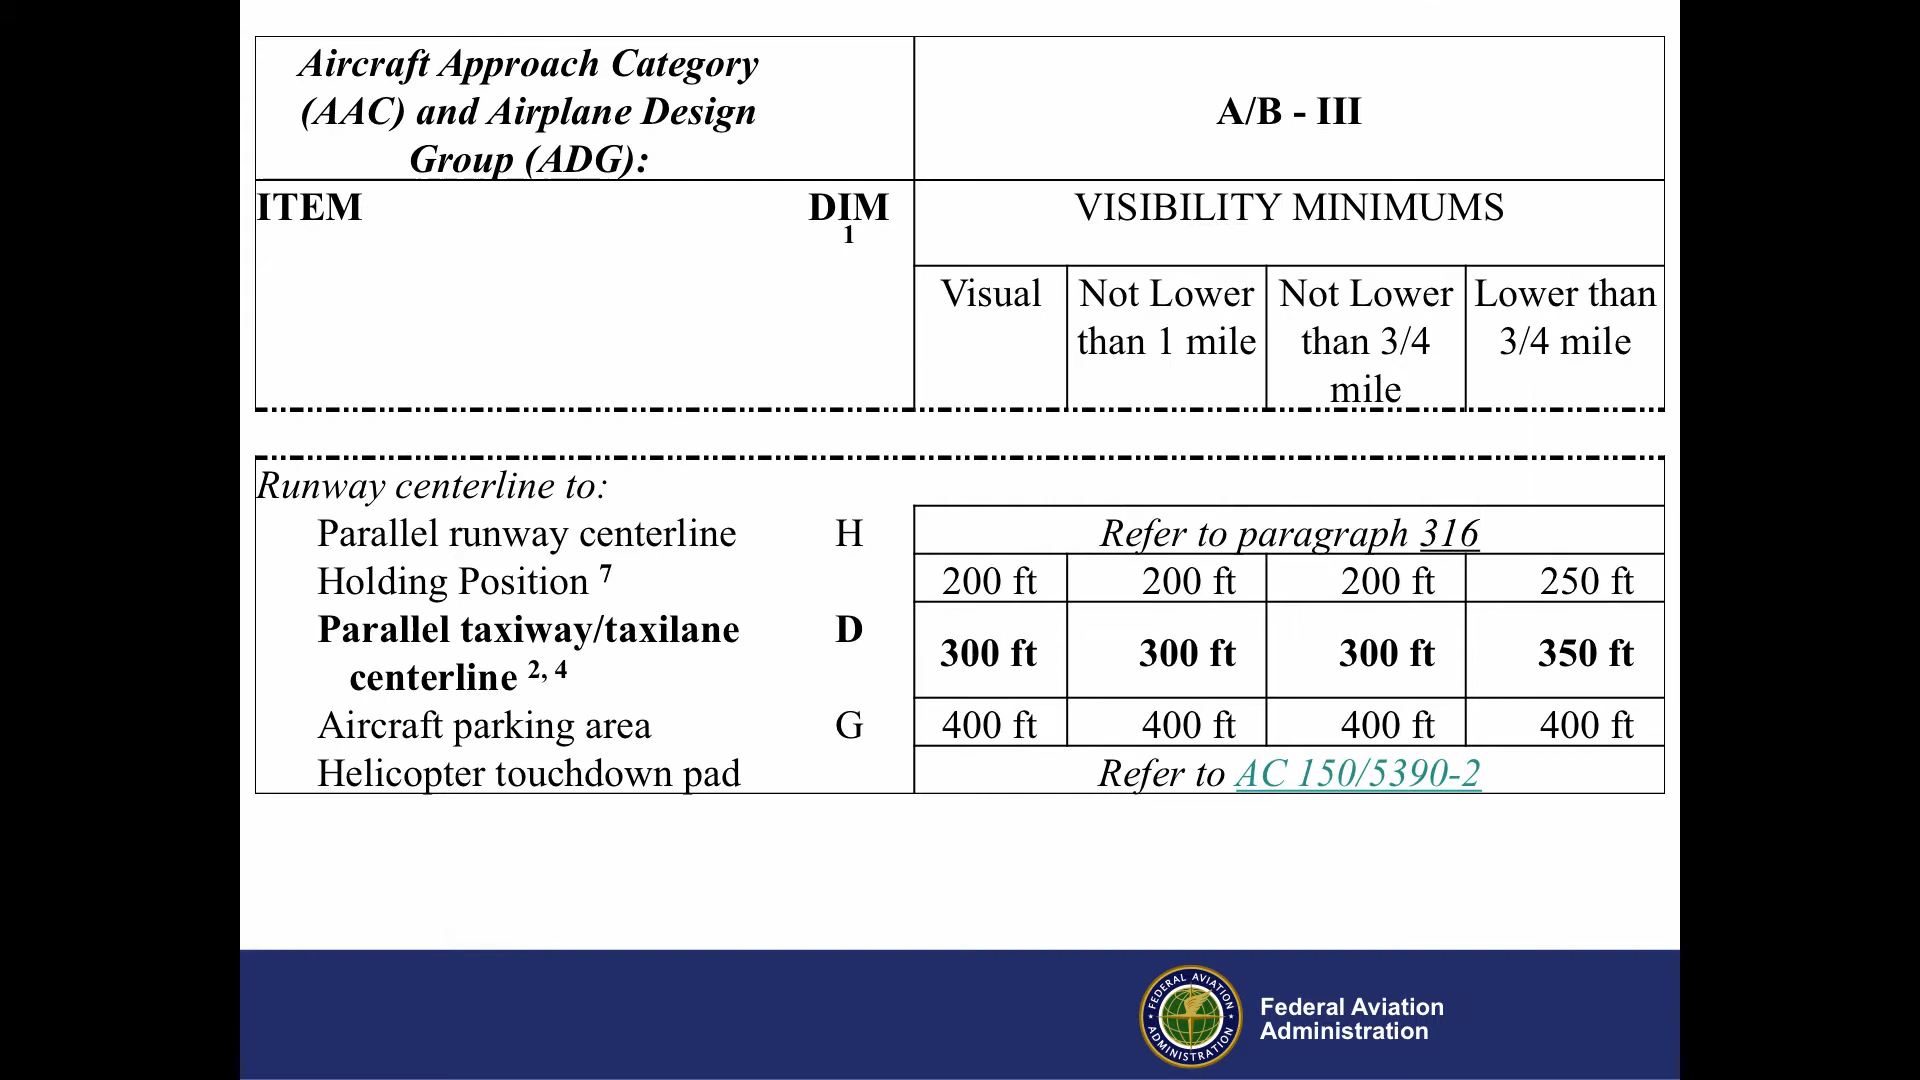 Aircraft Approach Category
(AAC) and Airplane Design
Group (ADG):
A/B - III
ITEM
DIM
1
VISIBILITY MINIMUMS
Visual
Not Lower
than 1 mile
Not Lower
than 3/4
mile
Lower than
3/4 mile
Runway centerline to:
Parallel runway centerline H Refer to paragraph 316
Holding Position 7 200 ft 200 ft 200 ft 250 ft
Parallel taxiway/taxilane D
centerline 2, 4 300 ft 300 ft 300 ft 350 ft
Aircraft parking area G 400 ft 400 ft 400 ft 400 ft
Helicopter touchdown pad Refer to AC 150/5390-2
FEDERAL AVIATION
ADMINISTRATION
Federal Aviation
Administration